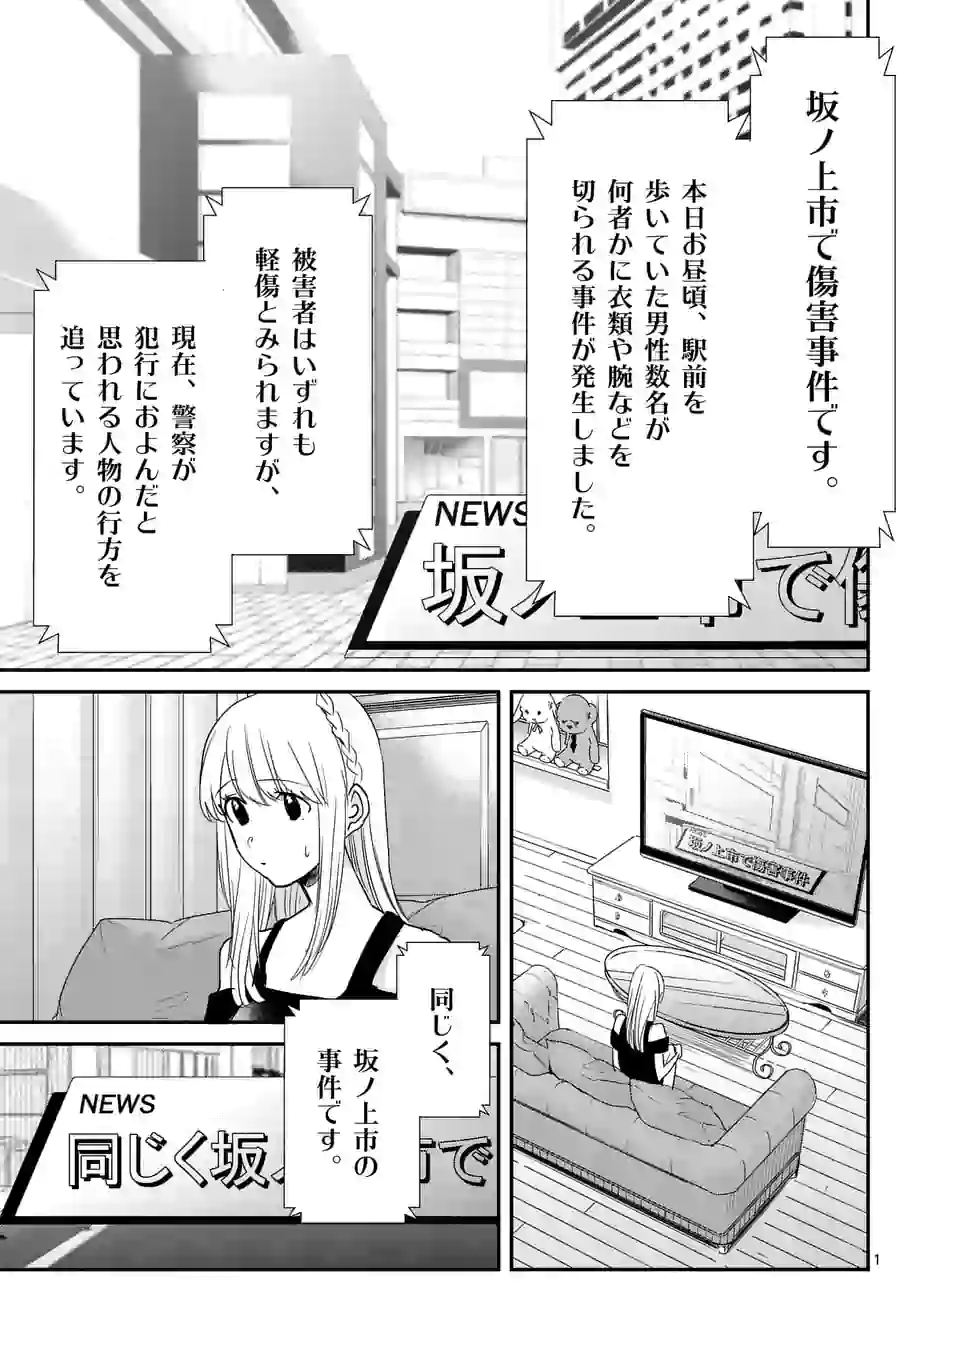 坂ノ上市で傷害事件です。
本日お昼頃、駅前を
歩いていた男性数名が
何者かに衣類や腕などを
切られる事件が発生しました。
被害者はいずれも
軽傷とみられますが、
現在、警察が
犯行におよんだと
思われる人物の行方を
追っています。
NEWS
坂ノ上市で傷
坂ノ上市で傷害事件
同じく、
坂ノ上市の
事件です。
NEWS
同じく坂ノ上市で
1